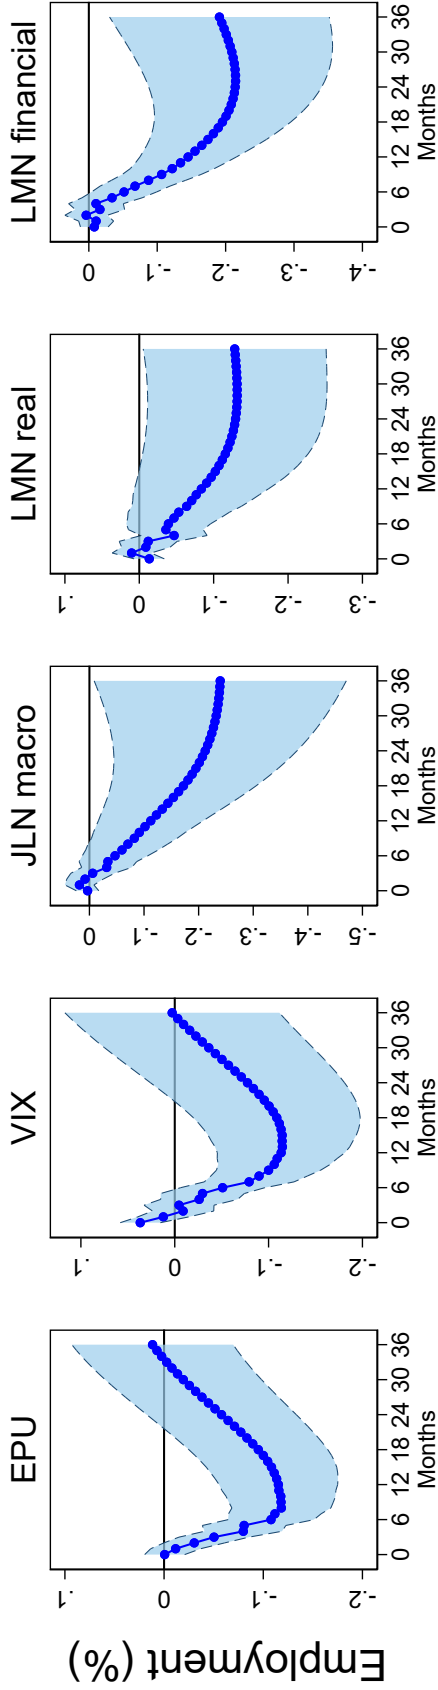 Employment (%)
EPU
.1
0
-.1
-.2
0 6 12 18 24 30 36
Months
VIX
.1
0
-.1
-.2
0 6 12 18 24 30 36
Months
JLN macro
0
-.1
-.2
-.3
-.4
-.5
0 6 12 18 24 30 36
Months
LMN real
.1
0
-.1
-.2
-.3
0 6 12 18 24 30 36
Months
LMN financial
0
-.1
-.2
-.3
-.4
0 6 12 18 24 30 36
Months